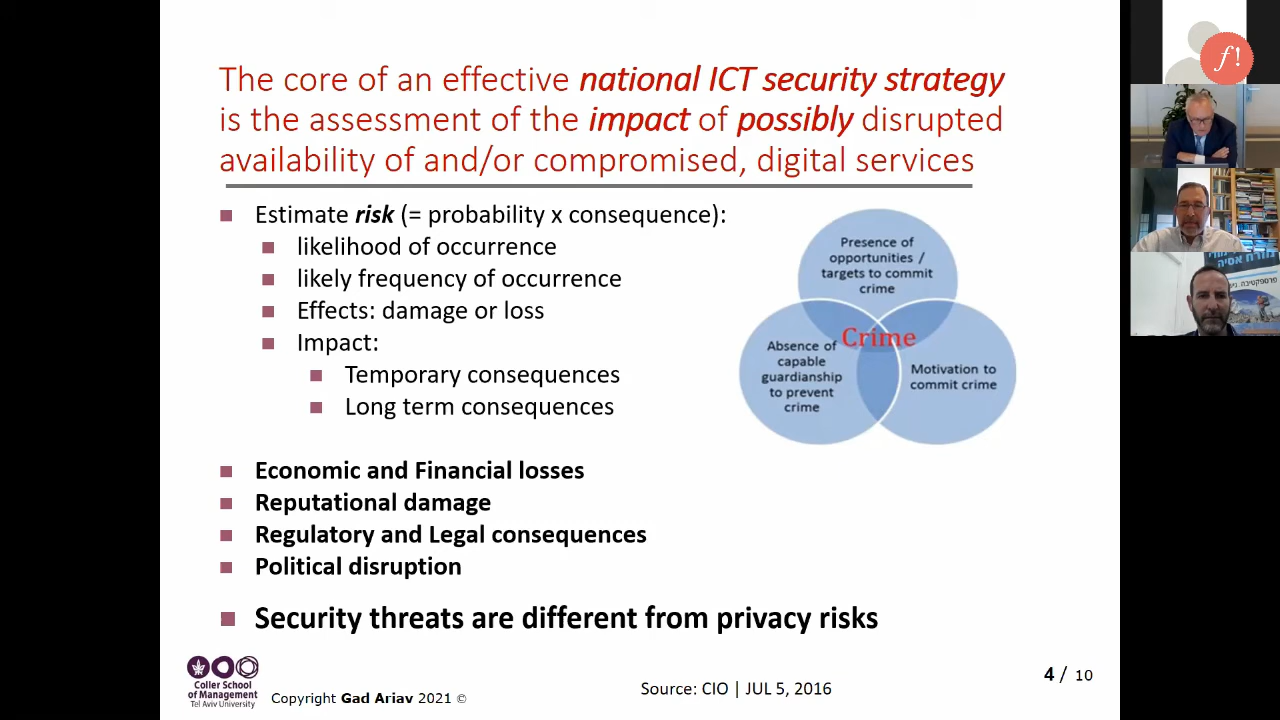 The core of an effective national ICT security strategy
is the assessment of the impact of possibly disrupted
availability of and/or compromised, digital services
Estimate risk (= probability x consequence):
likelihood of occurrence
likely frequency of occurrence
Effects: damage or loss
Impact:
Temporary consequences
Long term consequences
Presence of
opportunities /
targets to commit
crime
Crime
Absence of
capable
guardianship
to prevent
crime
Motivation to
commit crime
Economic and Financial losses
Reputational damage
Regulatory and Legal consequences
Political disruption
Security threats are different from privacy risks
Coller School
of Management
Tel Aviv University
Copyright Gad Ariav 2021 ©
Source: CIO | JUL 5, 2016
4 / 10
f!